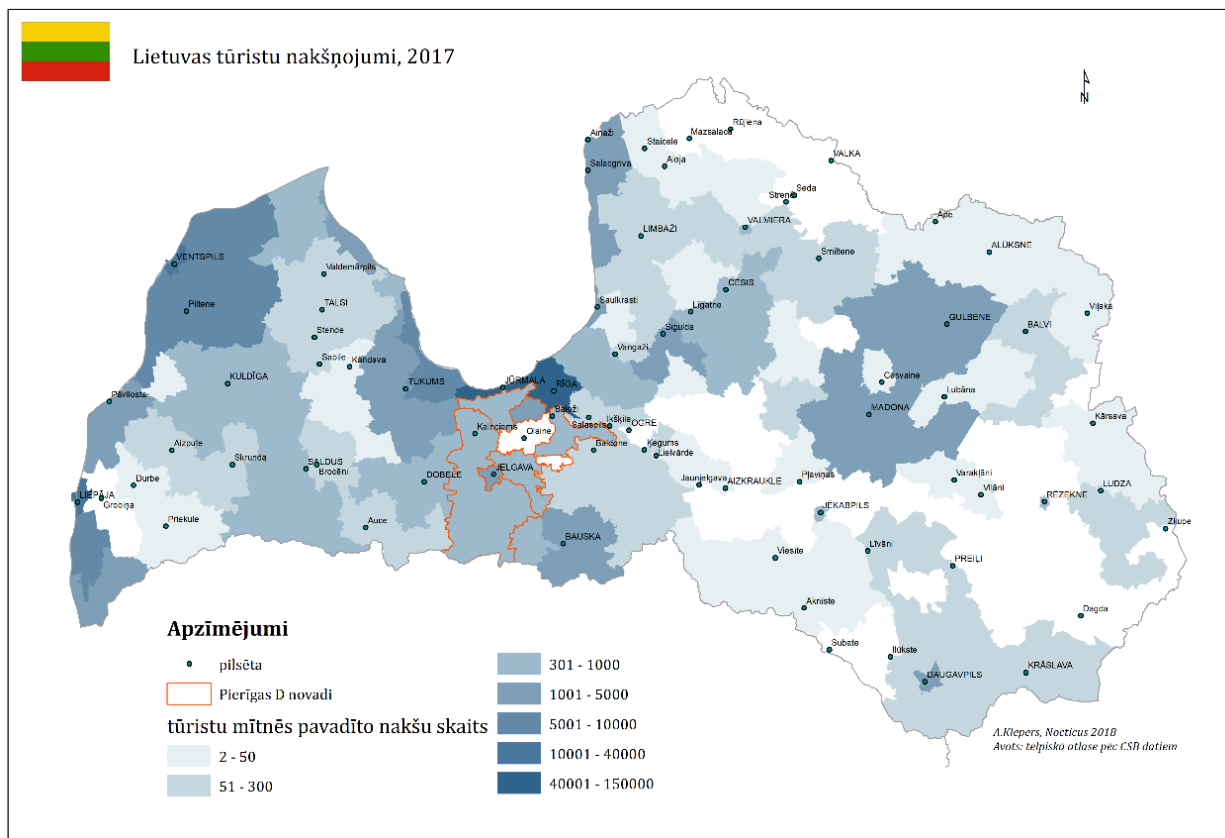 Lietuvas tūristu nakšņojumi, 2017
N
Ainaži
Staicele
Mazsalaca
Rūjiena
Salacgrīva
Aloja
VALKA
Seda
Strenči
LIMBAŽI
VALMIERA
Ape
Smiltene
ALŪKSNE
VENTSPILS
Valdemārpils
CĒSIS
Piltene
TALSI
Saulkrasti
Līgatne
Viļaka
Stende
Sigulda
GULBENE
BALVI
Sabile
Kandava
Vangaži
KULDĪGA
TUKUMS
JŪRMALA
RĪGA
Cesvaine
Lubāna
Pāvilosta
Baloži
MADONA
Kārsava
Salaspils
Ikšķile
OGRE
Kalnciems
Olaine
Aizpute
Baldone
Ķegums
Lielvārde
Skrunda
SALDUS
Brocēni
JELGAVA
Durbe
DOBELE
Jaunjelgava
AIZKRAUKLE
Pļaviņas
Varakļāni
Viļāni
LUDZA
LIEPĀJA
Grobiņa
RĒZEKNE
JĒKABPILS
Priekule
Auce
Zilupe
BAUSKA
Viesīte
Līvāni
PREIĻI
Akniste
Dagda
Subate
Ilūkste
DAUGAVPILS
KRĀSLAVA
Apzīmējumi
pilsēta
Pierīgas D novadi
tūristu mītnēs pavadīto nakšu skaits
2 - 50
51 - 300
301 - 1000
1001 - 5000
5001 - 10000
10001 - 40000
40001 - 150000
A.Klepers, Nocticus 2018
Avots: telpiska atlase pēc CSB datiem